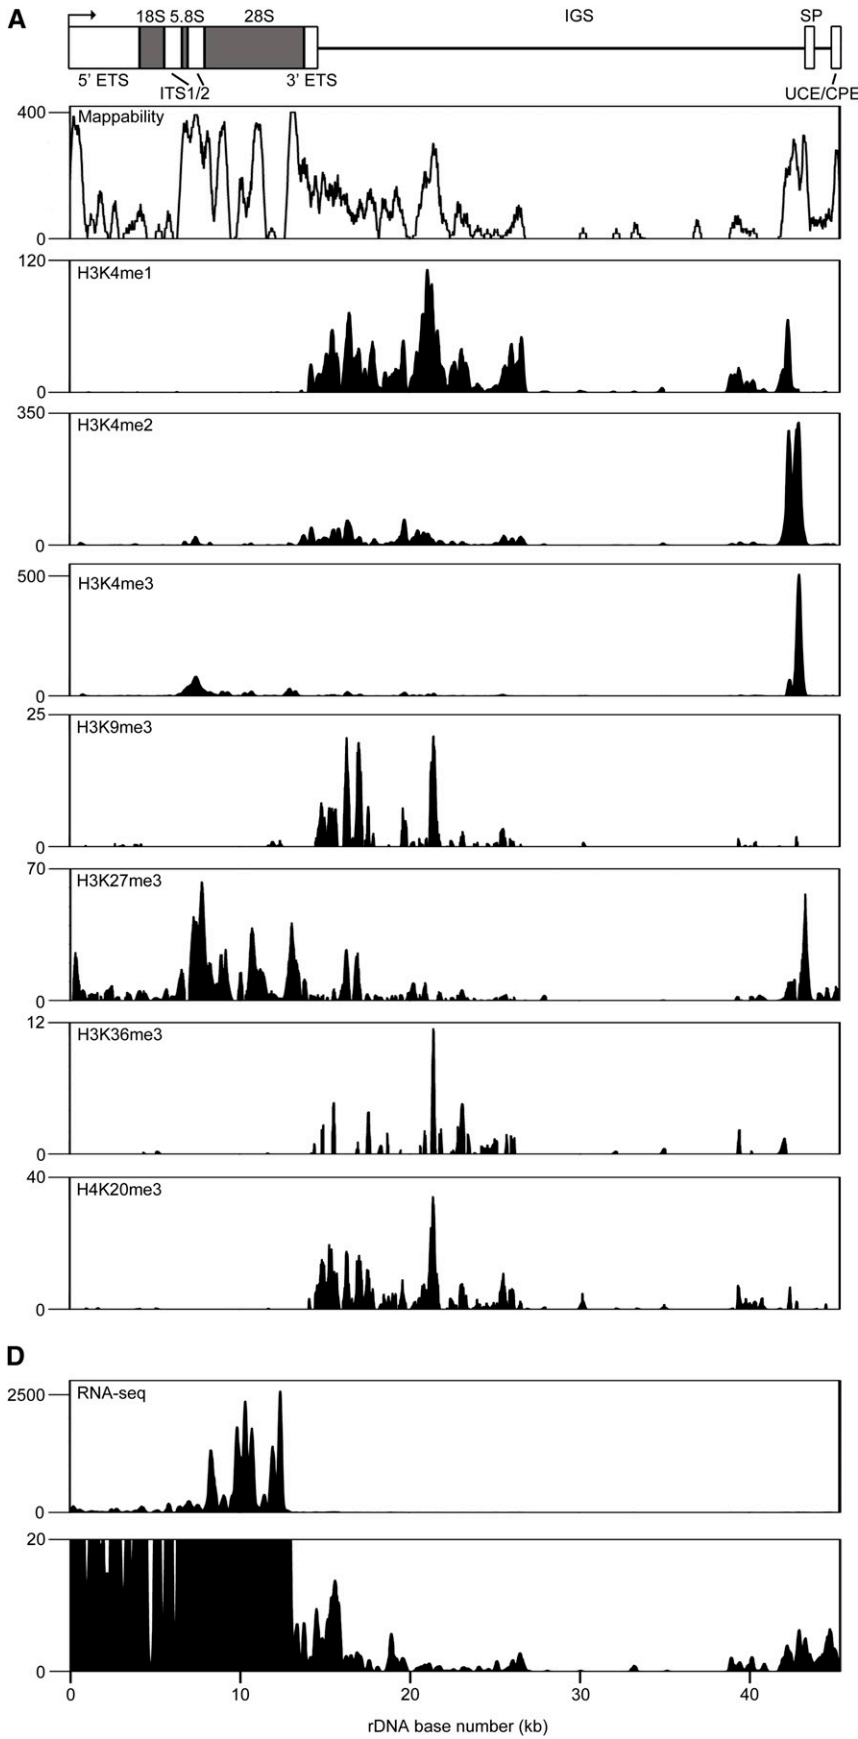 A
18S 5.8S 28S IGS SP
5' ETS 3' ETS
ITS1/2 UCE/CPE
400
Mappability
0
120
H3K4me1
0
350
H3K4me2
0
500
H3K4me3
0
25
H3K9me3
0
70
H3K27me3
0
12
H3K36me3
0
40
H4K20me3
0
D
2500
RNA-seq
0
20
0
0 10 20 30 40
rDNA base number (kb)